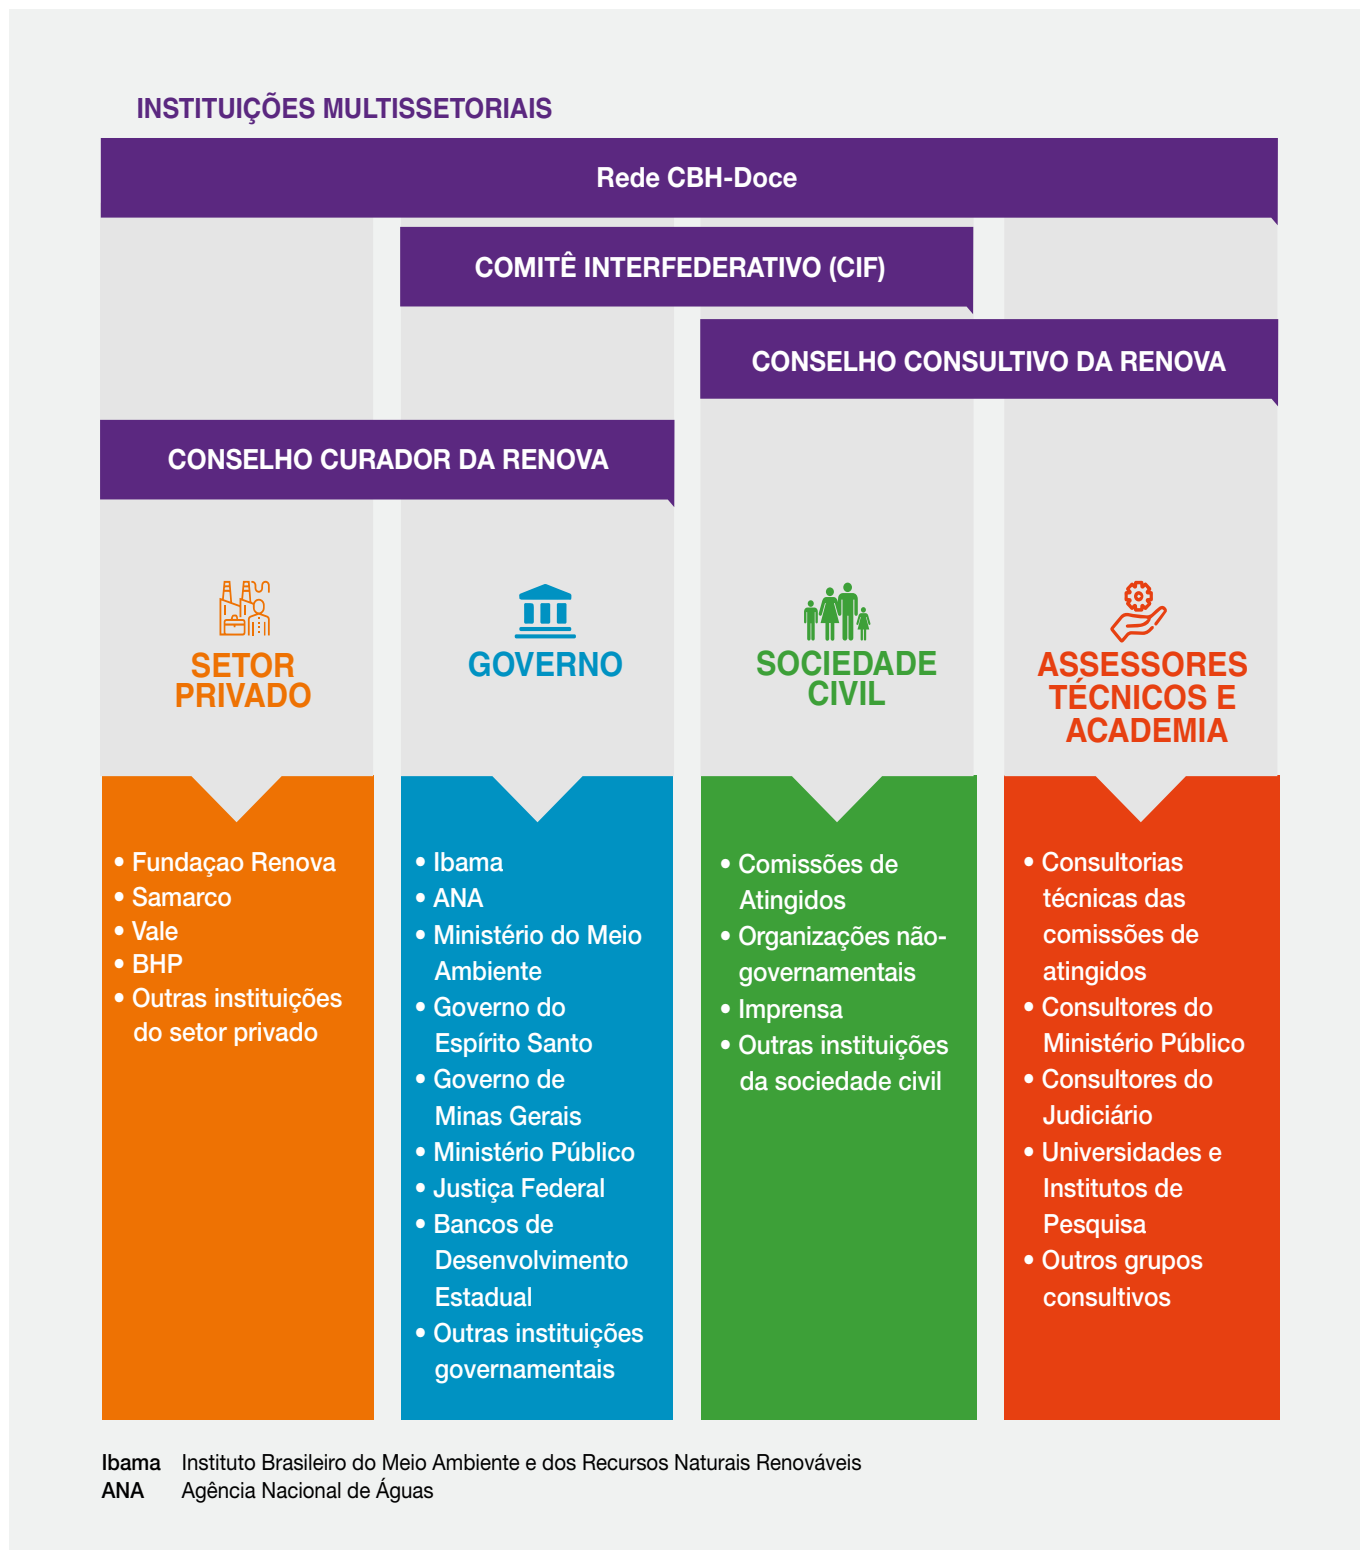 INSTITUIÇÕES MULTISSETORIAIS
Rede CBH-Doce
COMITÊ INTERFEDERATIVO (CIF)
CONSELHO CONSULTIVO DA RENOVA
CONSELHO CURADOR DA RENOVA
SETOR
PRIVADO
• Fundaçao Renova
• Samarco
• Vale
• BHP
• Outras instituições
do setor privado
GOVERNO
• Ibama
• ANA
• Ministério do Meio
Ambiente
• Governo do
Espírito Santo
• Governo de
Minas Gerais
• Ministério Público
• Justiça Federal
• Bancos de
Desenvolvimento
Estadual
• Outras instituições
governamentais
SOCIEDADE
CIVIL
• Comissões de
Atingidos
• Organizações não-
governamentais
• Imprensa
• Outras instituições
da sociedade civil
ASSESSORES
TÉCNICOS E
ACADEMIA
• Consultorias
técnicas das
comissões de
atingidos
• Consultores do
Ministério Público
• Consultores do
Judiciário
• Universidades e
Institutos de
Pesquisa
• Outros grupos
consultivos
Ibama Instituto Brasileiro do Meio Ambiente e dos Recursos Naturais Renováveis
ANA Agência Nacional de Águas